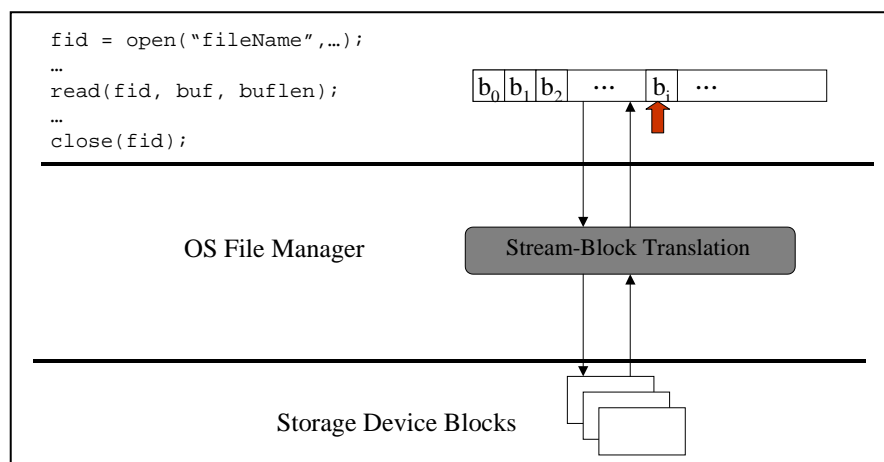 fid = open(“fileName”,…);
…
read(fid, buf, buflen);
…
close(fid);
b₀ b₁ b₂ ... bᵢ ...
OS File Manager
Stream-Block Translation
Storage Device Blocks